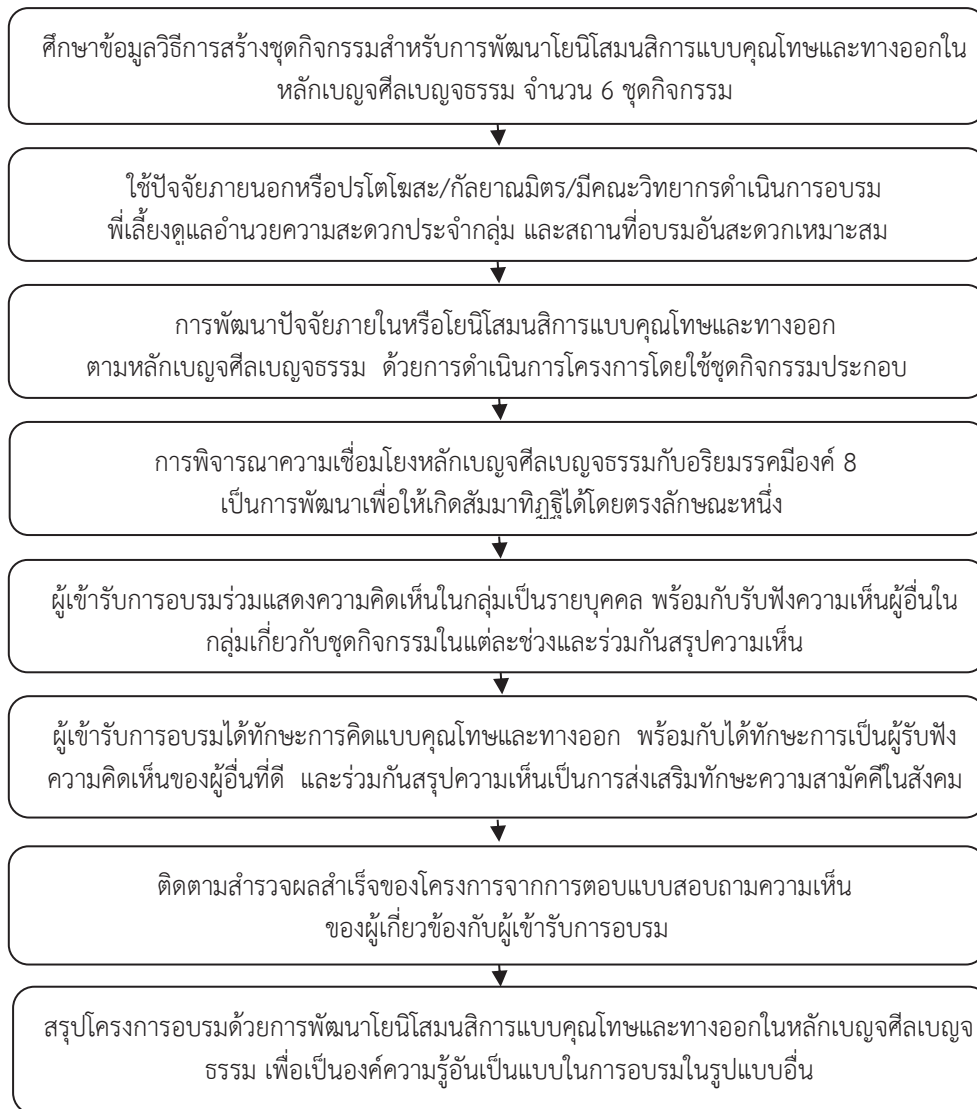 ศึกษาข้อมูลวิธีการสร้างชุดกิจกรรมสำหรับการพัฒนาโยนิโสมนสิการแบบคุณโทษและทางออกใน
หลักเบญจศีลเบญจธรรม จำนวน 6 ชุดกิจกรรม
ใช้ปัจจัยภายนอกหรือปรโตโฆสะ/กัลยาณมิตร/มีคณะวิทยากรดำเนินการอบรม
พี่เลี้ยงดูแลอำนวยความสะดวกประจำกลุ่ม และสถานที่อบรมอันสะดวกเหมาะสม
การพัฒนาปัจจัยภายในหรือโยนิโสมนสิการแบบคุณโทษและทางออก
ตามหลักเบญจศีลเบญจธรรม ด้วยการดำเนินการโครงการโดยใช้ชุดกิจกรรมประกอบ
การพิจารณาความเชื่อมโยงหลักเบญจศีลเบญจธรรมกับอริยมรรคมีองค์ 8
เป็นการพัฒนาเพื่อให้เกิดสัมมาทิฏฐิได้โดยตรงลักษณะหนึ่ง
ผู้เข้ารับการอบรมร่วมแสดงความคิดเห็นในกลุ่มเป็นรายบุคคล พร้อมกับรับฟังความเห็นผู้อื่นใน
กลุ่มเกี่ยวกับชุดกิจกรรมในแต่ละช่วงและร่วมกันสรุปความเห็น
ผู้เข้ารับการอบรมได้ทักษะการคิดแบบคุณโทษและทางออก พร้อมกับได้ทักษะการเป็นผู้รับฟัง
ความคิดเห็นของผู้อื่นที่ดี และร่วมกันสรุปความเห็นเป็นการส่งเสริมทักษะความสามัคคีในสังคม
ติดตามสำรวจผลสำเร็จของโครงการจากการตอบแบบสอบถามความเห็น
ของผู้เกี่ยวข้องกับผู้เข้ารับการอบรม
สรุปโครงการอบรมด้วยการพัฒนาโยนิโสมนสิการแบบคุณโทษและทางออกในหลักเบญจศีลเบญจ
ธรรม เพื่อเป็นองค์ความรู้อันเป็นแบบในการอบรมในรูปแบบอื่น